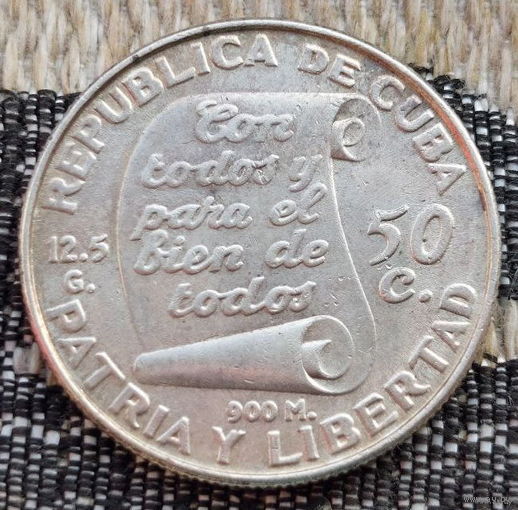 REPUBLICA DE CUBA
Con
todos y
para el
bien de
todos
12.5
G.
50
C.
900 M.
PATRIA Y LIBERTAD